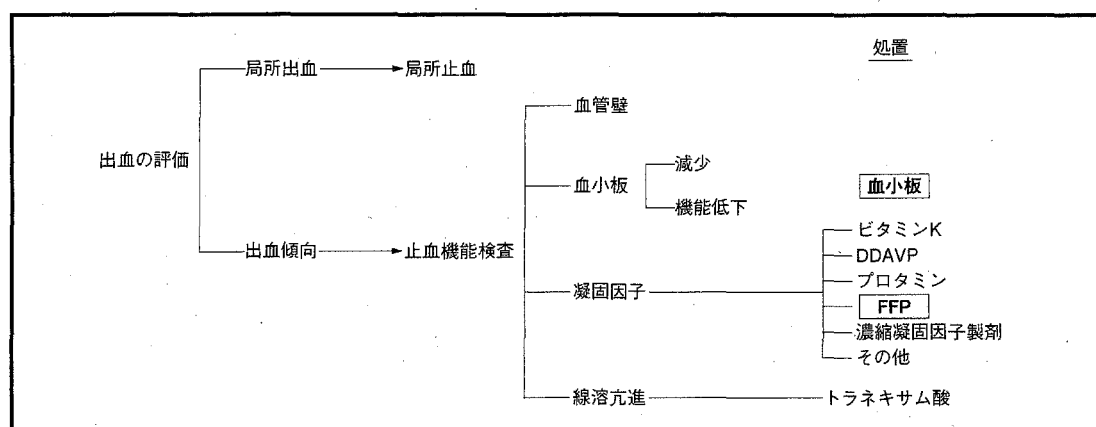 処置
局所出血
局所止血
血管壁
出血の評価
減少
血小板
血小板
機能低下
ビタミンK
出血傾向
止血機能検査
DDAVP
プロタミン
凝固因子
FFP
濃縮凝固因子製剤
その他
線溶亢進
トラネキサム酸